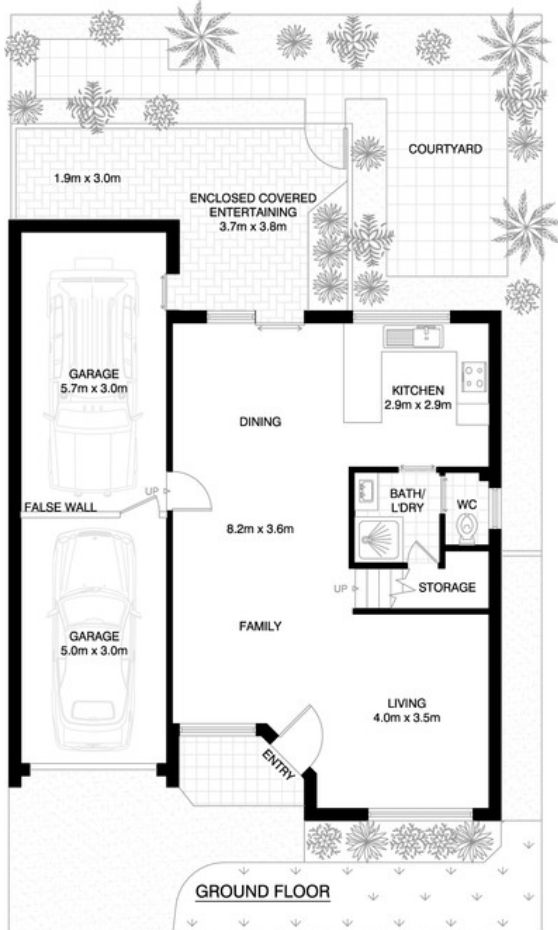 COURTYARD
1.9m x 3.0m
ENCLOSED COVERED
ENTERTAINING
3.7m x 3.8m
GARAGE
5.7m x 3.0m
KITCHEN
2.9m x 2.9m
DINING
UP
BATH/
L'DRY
WC
FALSE WALL
8.2m x 3.6m
UP
STORAGE
FAMILY
GARAGE
5.0m x 3.0m
LIVING
4.0m x 3.5m
ENTRY
GROUND FLOOR